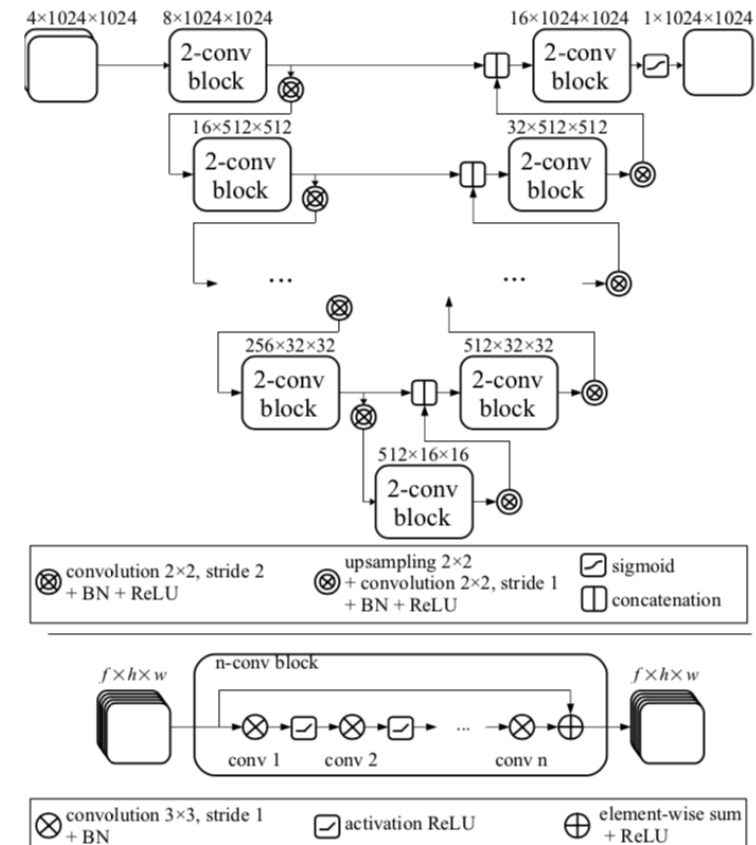 4×1024×1024 8×1024×1024 16×1024×1024 1×1024×1024
2-conv
block
2-conv
block
16×512×512 32×512×512
2-conv
block
2-conv
block
... ...
256×32×32 512×32×32
2-conv
block
2-conv
block
512×16×16
2-conv
block
convolution 2×2, stride 2
+ BN + ReLU
upsampling 2×2
+ convolution 2×2, stride 1
+ BN + ReLU
sigmoid
concatenation
n-conv block
f×h×w f×h×w
...
conv 1 conv 2 conv n
convolution 3×3, stride 1
+ BN
activation ReLU
element-wise sum
+ ReLU